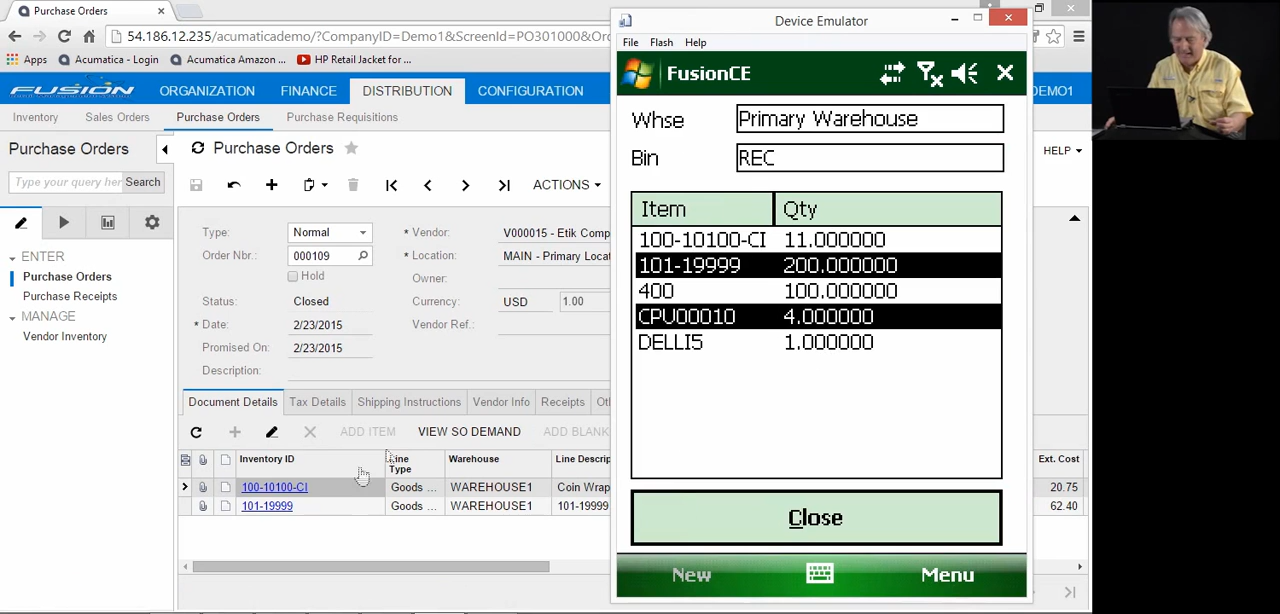 Purchase Orders
54.186.12.235/acumaticademo/?CompanyID=Demo1&ScreenId=PO301000&Or
Apps
Acumatica - Login
Acumatica Amazon ...
HP Retail Jacket for...
FUSION
ORGANIZATION
FINANCE
DISTRIBUTION
CONFIGURATION
DEMO1
Inventory
Sales Orders
Purchase Orders
Purchase Requisitions
Purchase Orders
Purchase Orders
HELP
Type your query her
Search
ACTIONS
ENTER
Purchase Orders
Purchase Receipts
MANAGE
Vendor Inventory
Type:
Normal
* Vendor:
V000015 - Etik Comp
Order Nbr.:
000109
* Location:
MAIN - Primary Locat
Hold
Owner:
Status:
Closed
Currency:
USD
1.00
* Date:
2/23/2015
Vendor Ref.:
Promised On:
2/23/2015
Description:
Document Details
Tax Details
Shipping Instructions
Vendor Info
Receipts
Ot
ADD ITEM
VIEW SO DEMAND
ADD BLANK
Inventory ID
Line Type
Warehouse
Line Descrip
Ext. Cost
100-10100-CI
Goods ...
WAREHOUSE1
Coin Wrap
20.75
101-19999
Goods ...
WAREHOUSE1
101-19999
62.40
Device Emulator
File Flash Help
FusionCE
Whse
Primary Warehouse
Bin
REC
Item Qty
100-10100-CI 11.000000
101-19999 200.000000
400 100.000000
CPU00010 4.000000
DELLI5 1.000000
Close
New
Menu